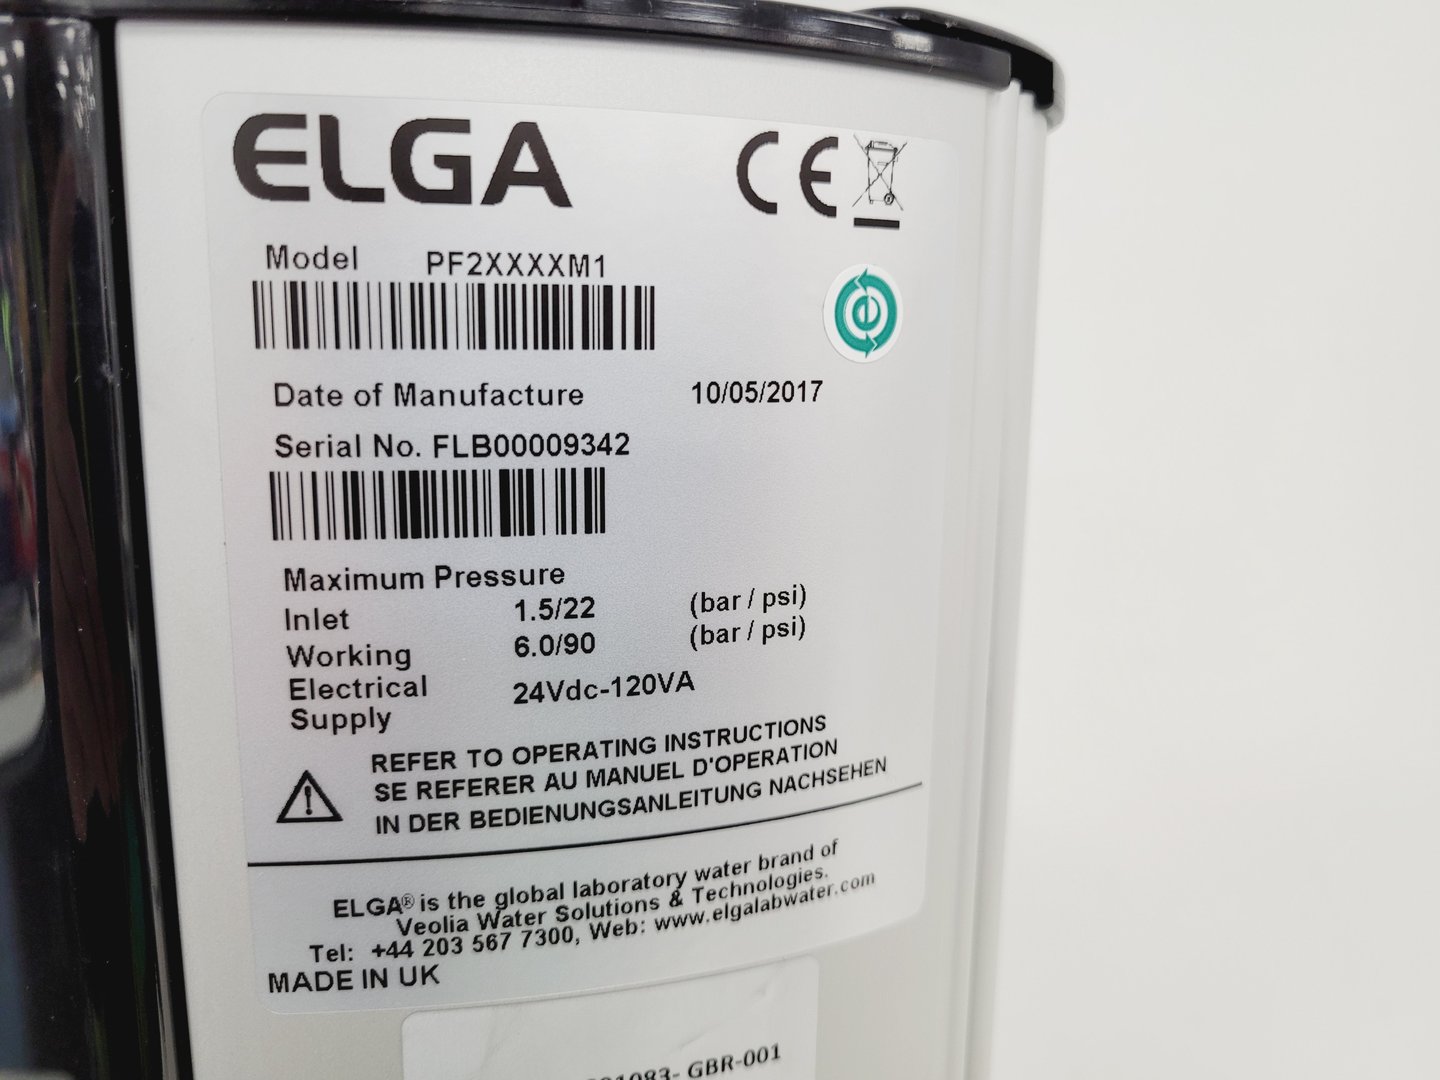 ELGA
CE
Model PF2XXXXM1
e
Date of Manufacture 10/05/2017
Serial No. FLB00009342
Maximum Pressure
Inlet 1.5/22 (bar / psi)
Working 6.0/90 (bar / psi)
Electrical 24Vdc-120VA
Supply
REFER TO OPERATING INSTRUCTIONS
SE REFERER AU MANUEL D'OPERATION
IN DER BEDIENUNGSANLEITUNG NACHSEHEN
ELGA® is the global laboratory water brand of
Veolia Water Solutions & Technologies.
Tel: +44 203 567 7300, Web: www.elgalabwater.com
MADE IN UK
GBR-001